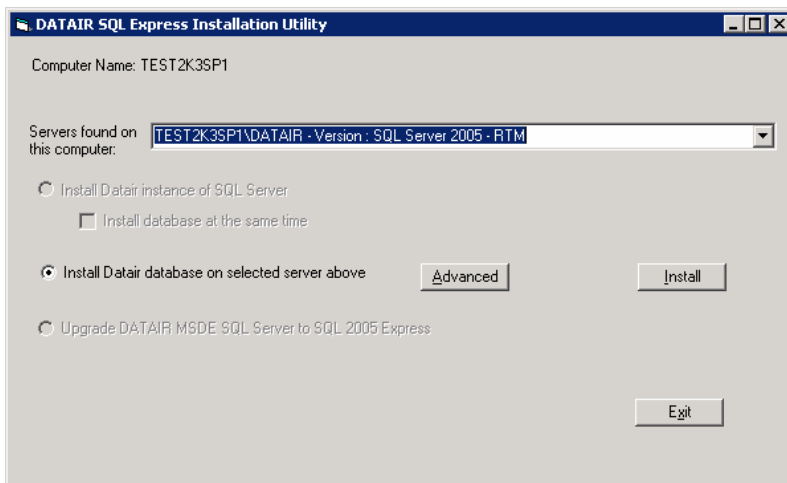 DATAIR SQL Express Installation Utility
Computer Name: TEST2K3SP1
Servers found on
this computer:
TEST2K3SP1\DATAIR - Version : SQL Server 2005 - RTM
Install Datair instance of SQL Server
Install database at the same time
Install Datair database on selected server above
Advanced
Install
Upgrade DATAIR MSDE SQL Server to SQL 2005 Express
Exit